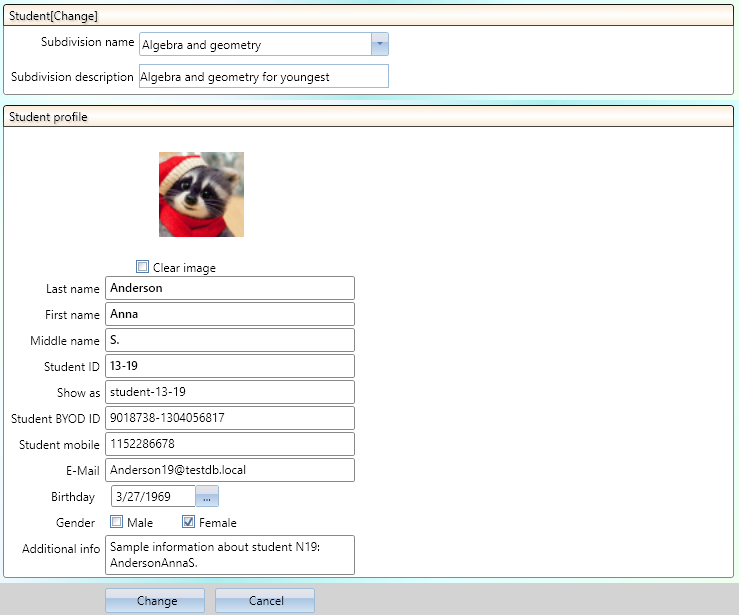 Student[Change]
Subdivision name Algebra and geometry
Subdivision description Algebra and geometry for youngest
Student profile
Clear image
Last name Anderson
First name Anna
Middle name S.
Student ID 13-19
Show as student-13-19
Student BYOD ID 9018738-1304056817
Student mobile 1152286678
E-Mail Anderson19@testdb.local
Birthday 3/27/1969 ...
Gender Male Female
Additional info Sample information about student N19:
AndersonAnnaS.
Change Cancel